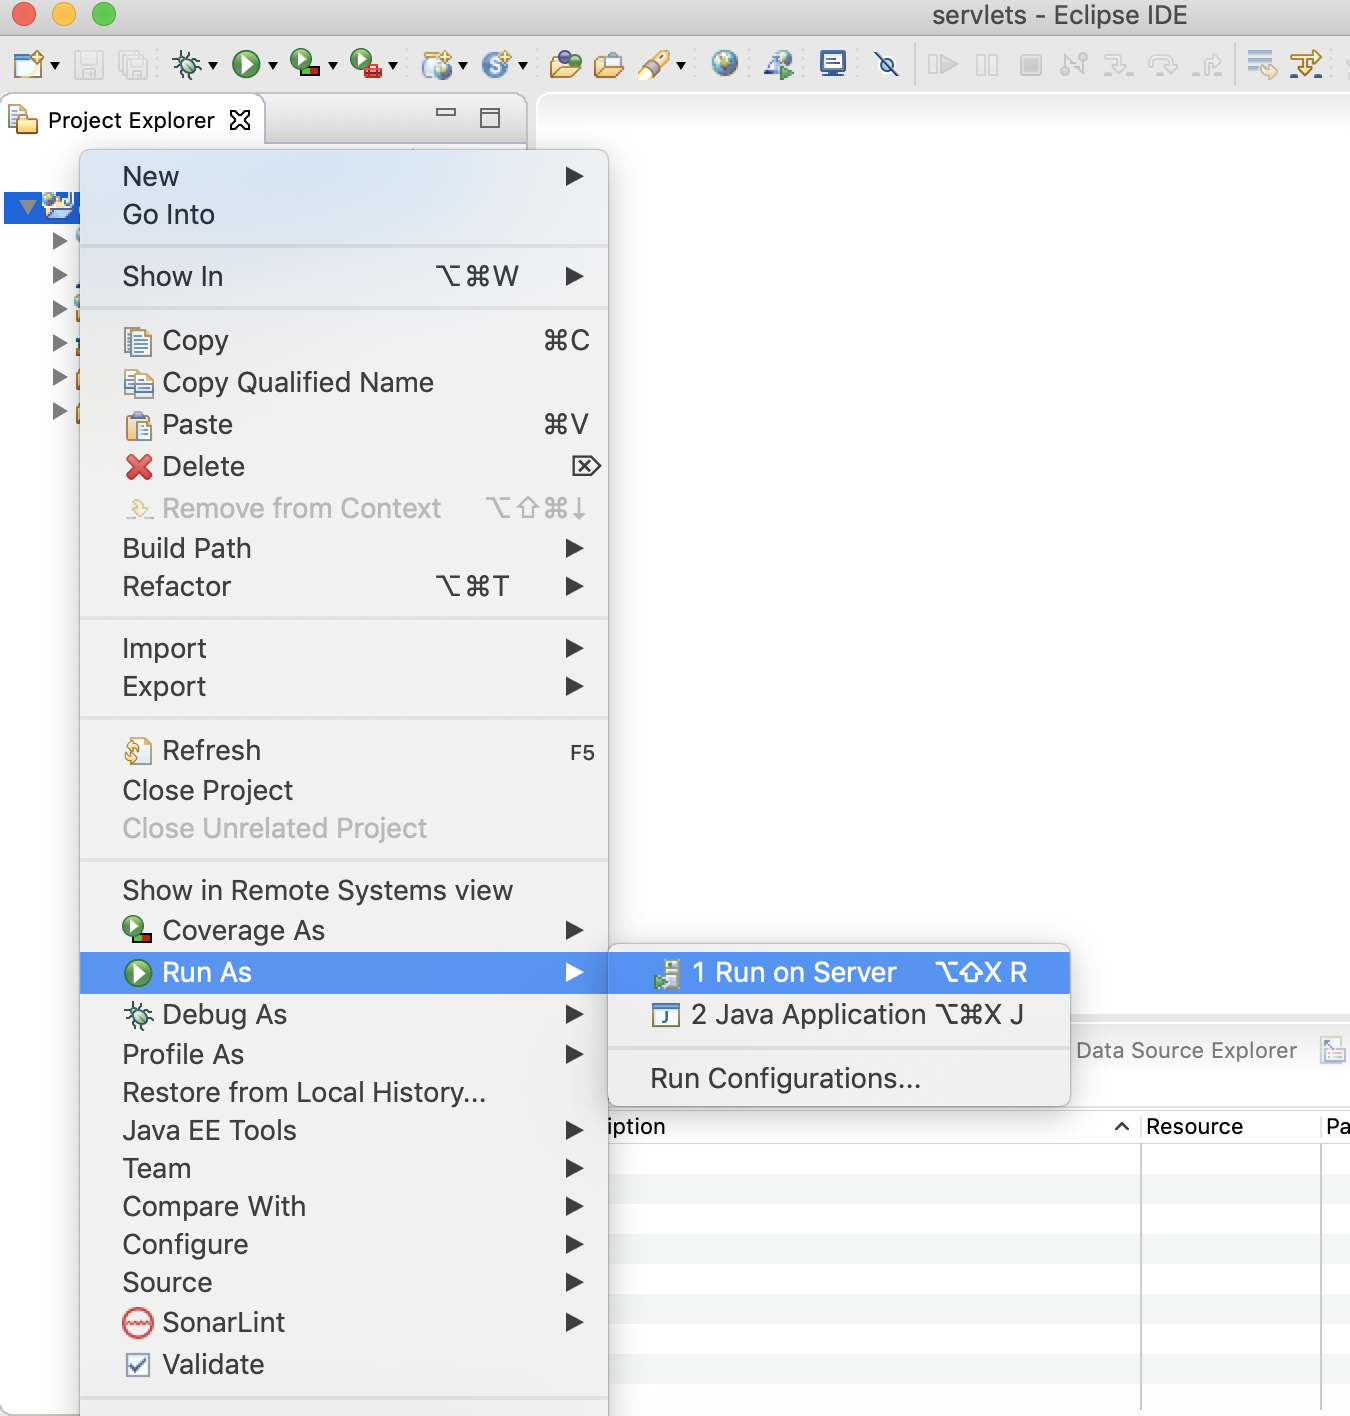 servlets - Eclipse IDE
Project Explorer
New
Go Into
Show In ⌥⌘W
Copy ⌘C
Copy Qualified Name
Paste ⌘V
Delete ⌦
Remove from Context ⌥⇧⌘↓
Build Path
Refactor ⌥⌘T
Import
Export
Refresh F5
Close Project
Close Unrelated Project
Show in Remote Systems view
Coverage As
Run As
1 Run on Server ⌥⇧X R
Debug As
2 Java Application ⌥⌘X J
Profile As
Data Source Explorer
Run Configurations...
Restore from Local History...
Java EE Tools
iption Resource Pa
Team
Compare With
Configure
Source
SonarLint
Validate